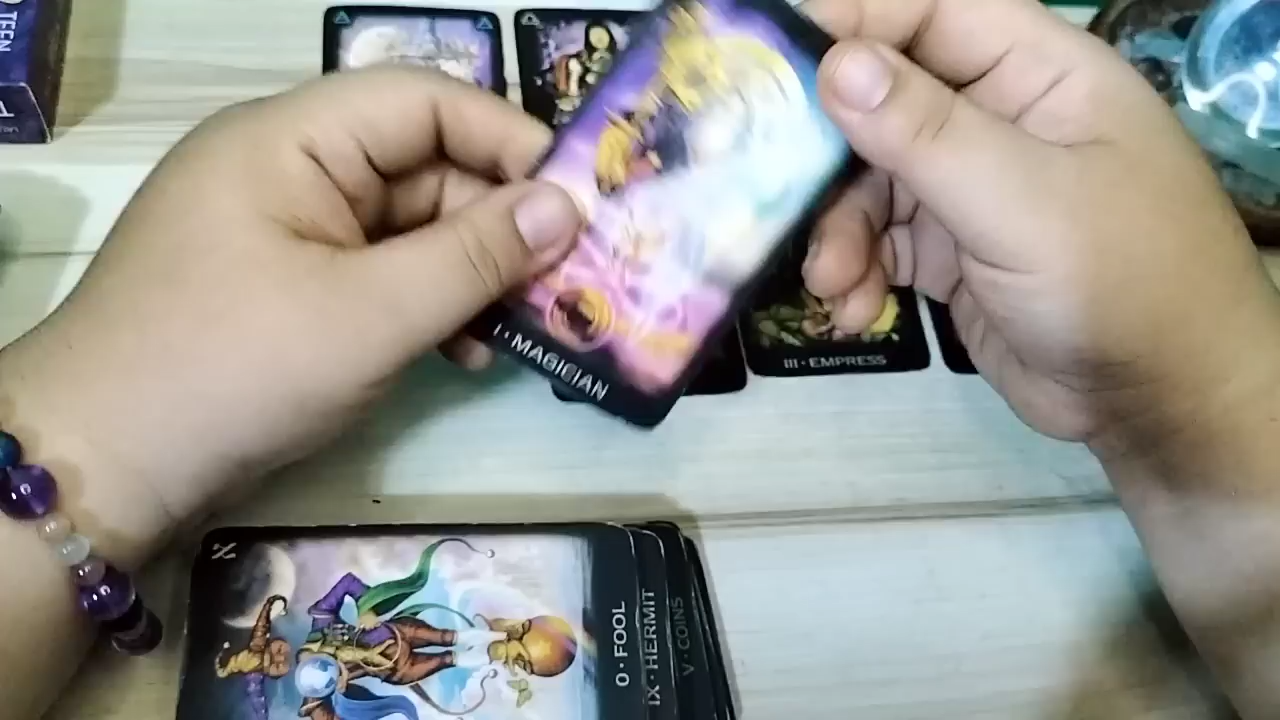 TEEN
I · MAGICIAN
III · EMPRESS
0 · FOOL
IX · HERMIT
V · COINS